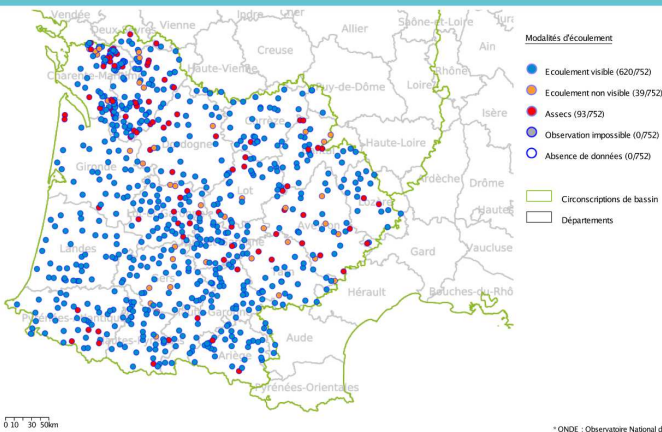 Vendée
Deux-Sèvres
Vienne
Indre
Cher
Allier
Saône-et-Loire
Jura
Creuse
Ain
Charente-Maritime
Haute-Vienne
Puy-de-Dôme
Rhône
Loire
Isère
Corrèze
Dordogne
Haute-Loire
Gironde
Ardèche
Drôme
Lot
Lozère
Hautes
Aveyron
Landes
Gard
Vaucluse
Hérault
Bouches-du-Rhô
Aude
Ariège
Pyrénées-Orientales
Modalités d'écoulement
Ecoulement visible (620/752)
Ecoulement non visible (39/752)
Assecs (93/752)
Observation impossible (0/752)
Absence de données (0/752)
Circonscriptions de bassin
Départements
0 10 30 50km
* ONDE : Observatoire National d